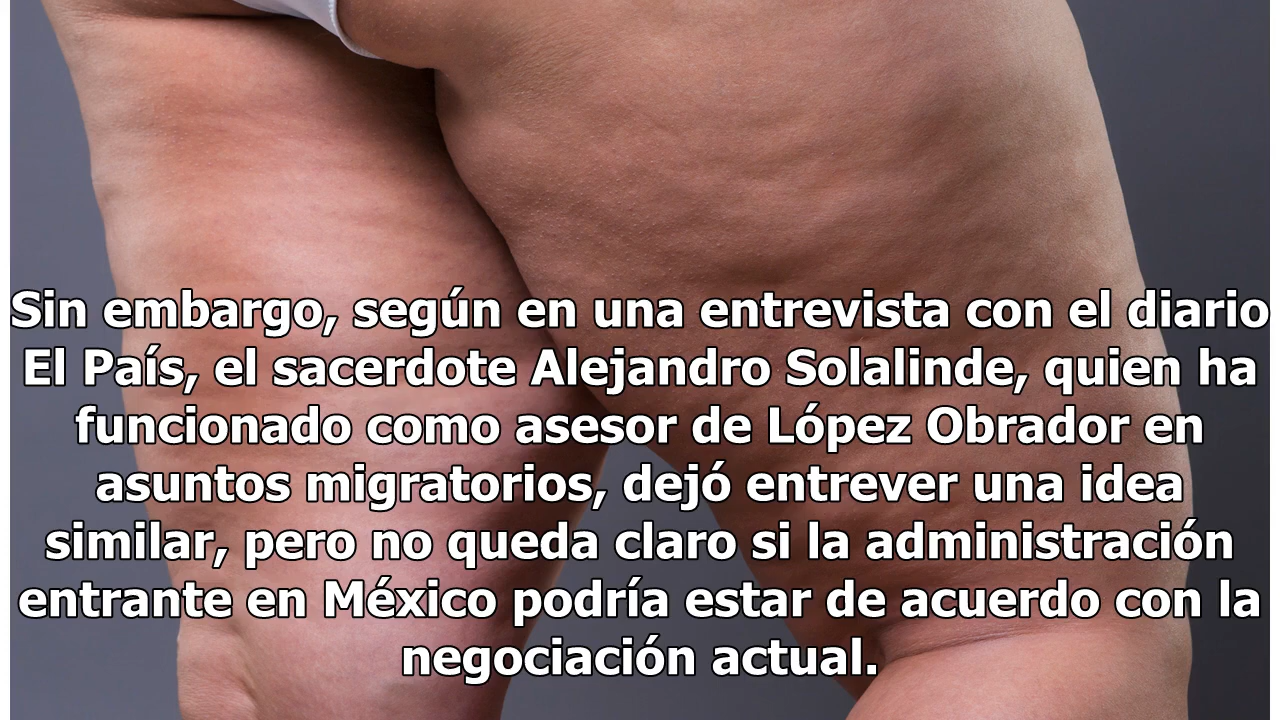 Sin embargo, según en una entrevista con el diario
El País, el sacerdote Alejandro Solalinde, quien ha
funcionado como asesor de López Obrador en
asuntos migratorios, dejó entrever una idea
similar, pero no queda claro si la administración
entrante en México podría estar de acuerdo con la
negociación actual.